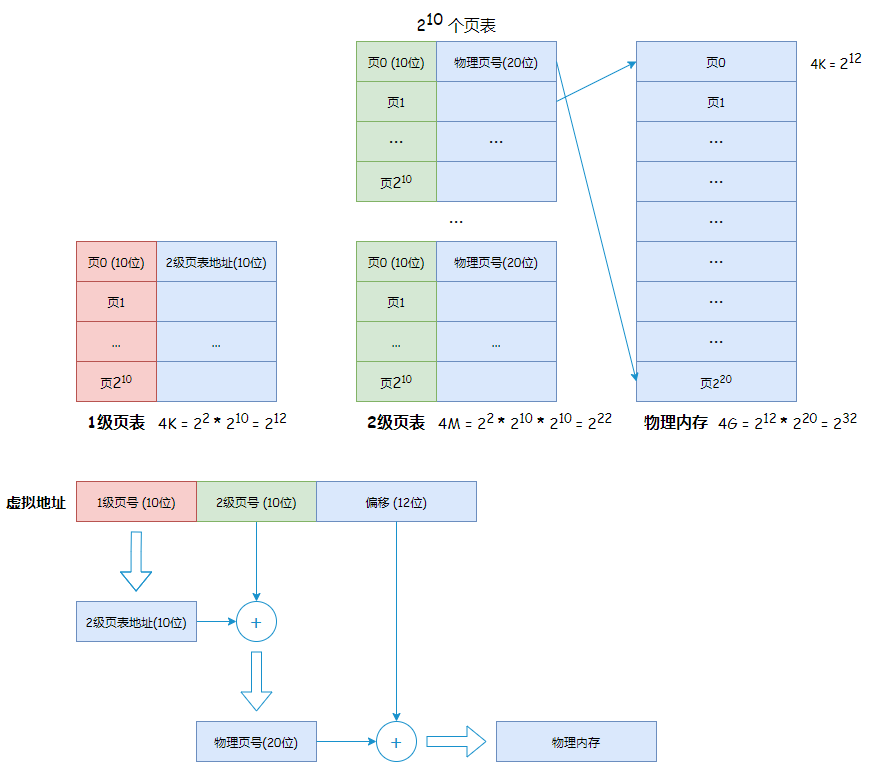 2^10 个页表
页0 (10位) 物理页号(20位)
页1
... ...
页2^10
...
页0 (10位) 物理页号(20位)
页1
... ...
页2^10
2级页表 4M = 2^2 * 2^10 * 2^10 = 2^22
页0 4K = 2^12
页1
...
...
...
...
...
...
页2^20
物理内存 4G = 2^12 * 2^20 = 2^32
页0 (10位) 2级页表地址(10位)
页1
... ...
页2^10
1级页表 4K = 2^2 * 2^10 = 2^12
虚拟地址 1级页号 (10位) 2级页号 (10位) 偏移 (12位)
2级页表地址(10位) +
物理页号(20位) + 物理内存